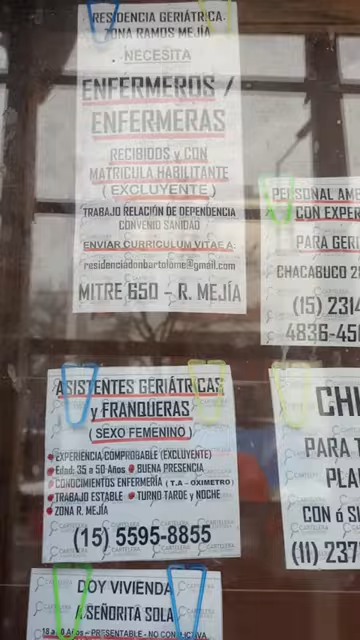 RESIDENCIA GERIÁTRICA
ZONA RAMOS MEJÍA
NECESITA
ENFERMEROS /
ENFERMERAS
RECIBIDOS y CON
MATRICULA HABILITANTE
( EXCLUYENTE )
TRABAJO RELACIÓN DE DEPENDENCIA
CONVENIO SANIDAD
ENVIAR CURRICULUM VITAE A:
residenciadonbartolome@gmail.com
MITRE 650 - R. MEJÍA
PERSONAL AM
CON EXPER
PARA GER
CHACABUCO 2
(15) 231
4836-45
ASISTENTES GERIÁTRICAS
y FRANQUERAS
( SEXO FEMENINO )
EXPERIENCIA COMPROBABLE (EXCLUYENTE)
Edad: 35 a 50 Años BUENA PRESENCIA
CONOCIMIENTOS ENFERMERÍA ( T.A - OXIMETRO )
TRABAJO ESTABLE TURNO TARDE y NOCHE
ZONA R. MEJÍA
(15) 5595-8855
CH
PARA T
PLA
CON ó S
(11) 237
DOY VIVIENDA
SEÑORITA SOLA
Años - PRESENTABLE - NO